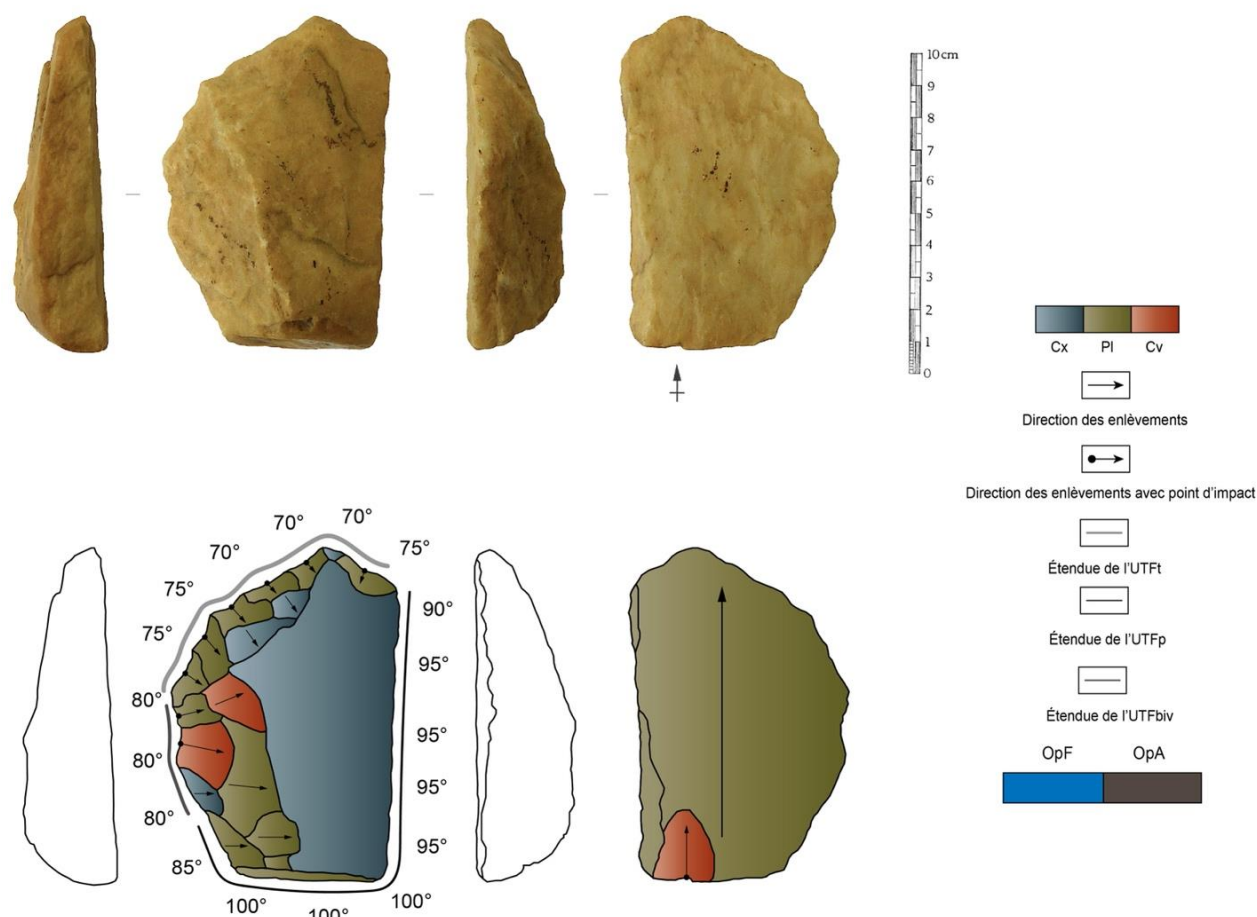 10 cm
9
8
7
6
5
4
3
2
1
0
Cx Pl Cv
Direction des enlèvements
Direction des enlèvements avec point d'impact
Étendue de l'UTFt
Étendue de l'UTFp
Étendue de l'UTFbiv
OpF OpA
70° 70°
70° 75°
75° 90°
75° 95°
80° 95°
80° 95°
80° 95°
85°
100° 100° 100°